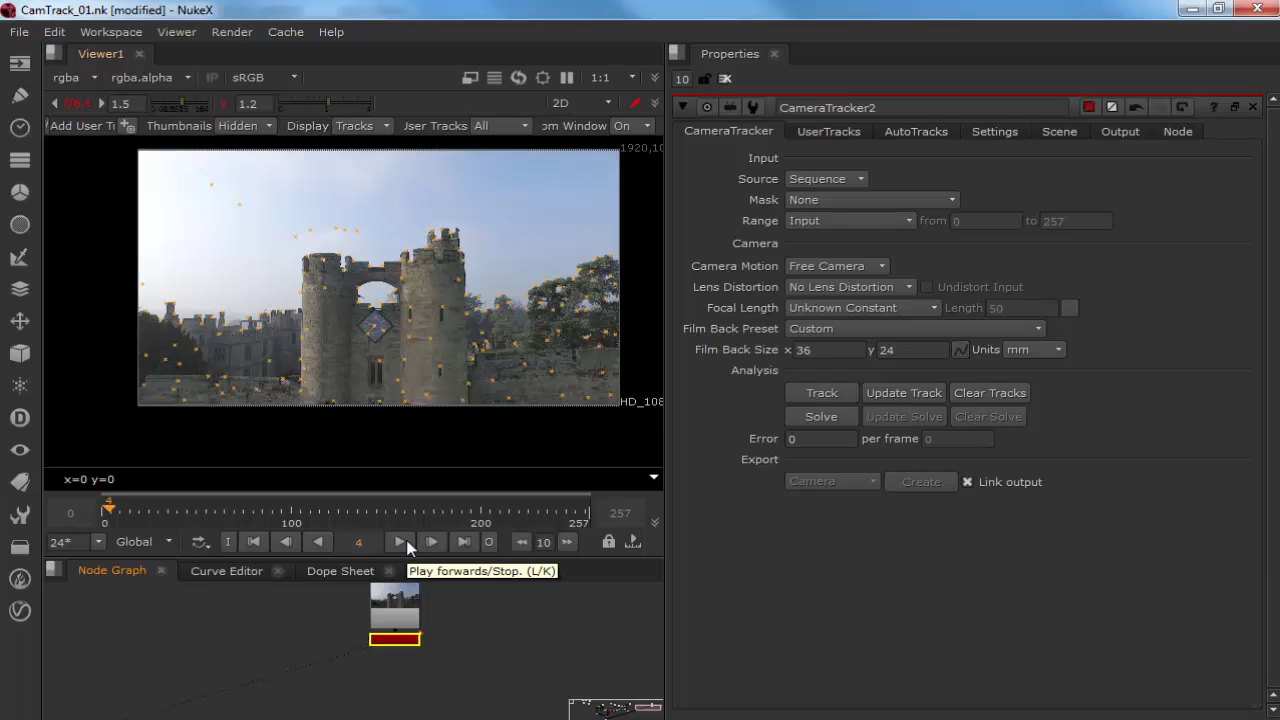 CamTrack_01.nk [modified] - NukeX
File Edit Workspace Viewer Render Cache Help
Viewer1
rgba rgba.alpha IP sRGB 1:1
1.5 Y 1.2 2D
Add User Ti Thumbnails Hidden Display Tracks User Tracks All om Window On
1920,10
HD_108
x=0 y=0
4
0 0 100 200 257 257
24* Global I 4 O 10
Node Graph Curve Editor Dope Sheet
Play forwards/Stop. (L/K)
Properties
10
CameraTracker2
CameraTracker UserTracks AutoTracks Settings Scene Output Node
Input
Source Sequence
Mask None
Range Input from 0 to 257
Camera
Camera Motion Free Camera
Lens Distortion No Lens Distortion Undistort Input
Focal Length Unknown Constant Length 50
Film Back Preset Custom
Film Back Size x 36 y 24 Units mm
Analysis
Track Update Track Clear Tracks
Solve Update Solve Clear Solve
Error 0 per frame 0
Export
Camera Create Link output